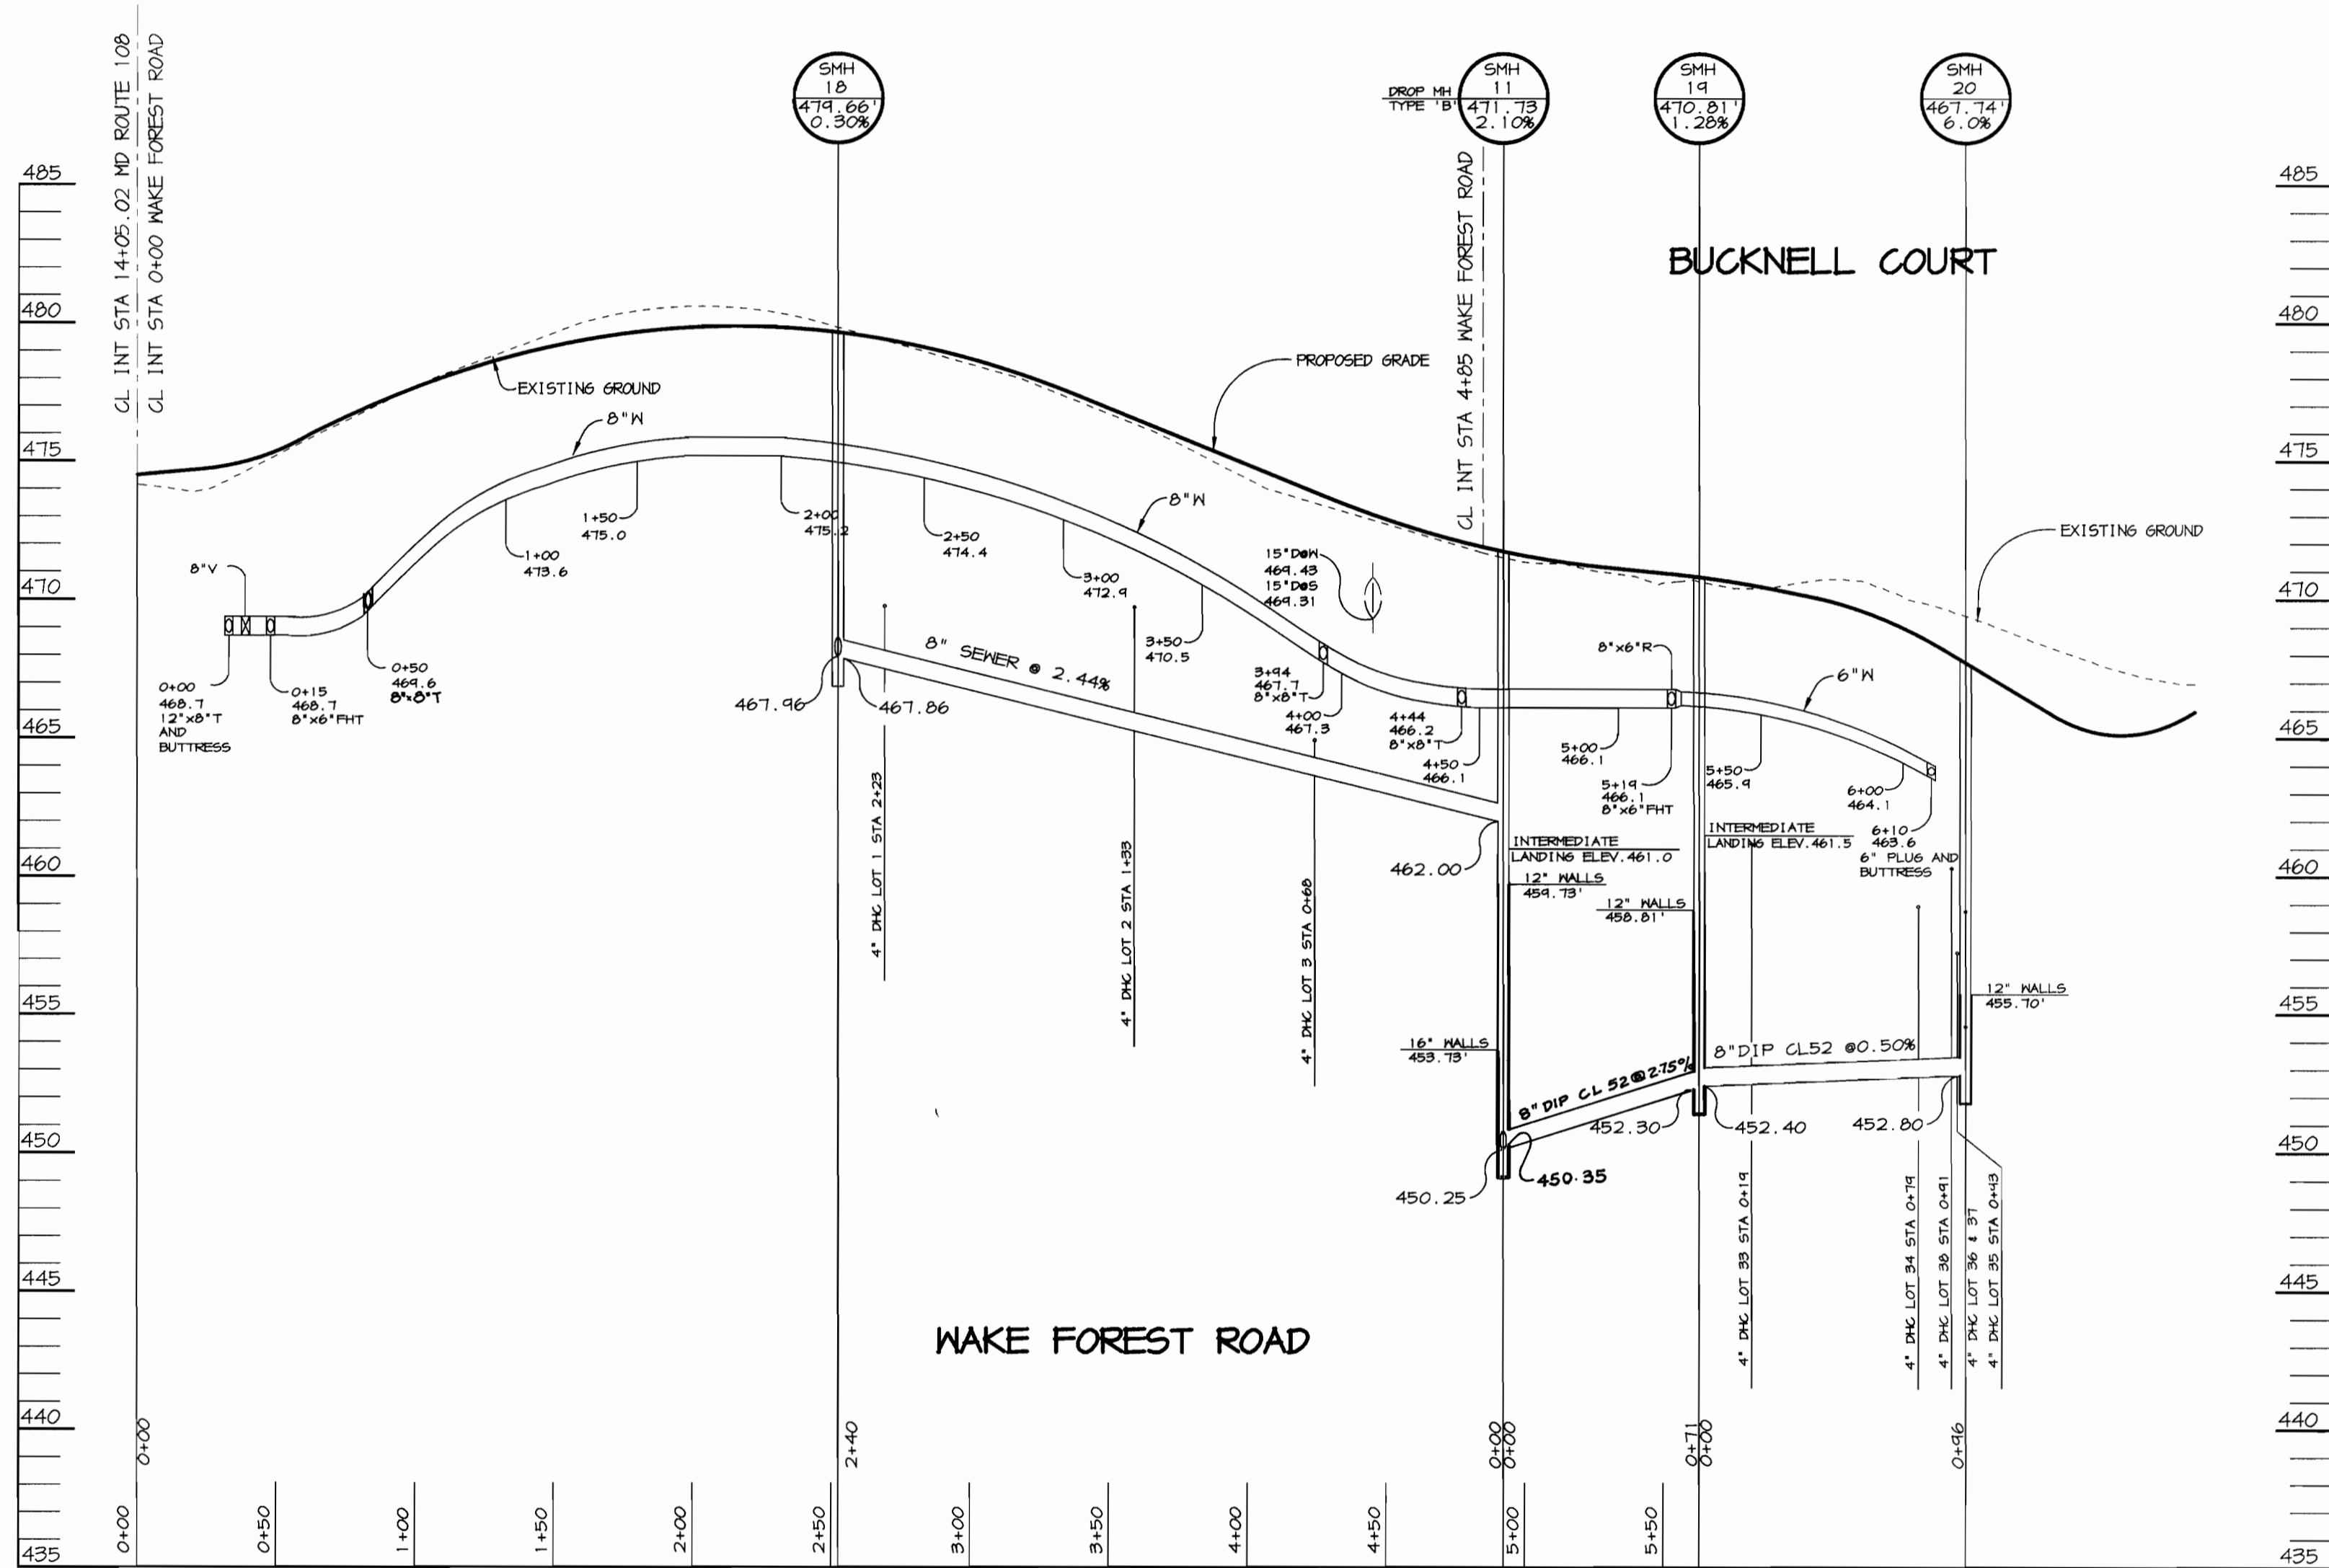 CL INT STA 14+05.02 MD ROUTE 108
CL INT STA 0+00 WAKE FOREST ROAD
SMH
18
479.66'
0.30%
DROP MH
TYPE 'B'
SMH
11
471.73
2.10%
SMH
19
470.81'
1.28%
SMH
20
467.74'
6.0%
CL INT STA 4+85 WAKE FOREST ROAD
BUCKNELL COURT
485
480
475
470
465
460
455
450
445
440
435
485
480
475
470
465
460
455
450
445
440
435
EXISTING GROUND
PROPOSED GRADE
EXISTING GROUND
8"W
8"W
6"W
8"V
0+00
468.7
12"x8"T
AND
BUTTRESS
0+15
468.7
8"x6"FHT
0+50
469.6
8"x8"T
1+00
473.6
1+50
475.0
2+00
475.2
2+50
474.4
3+00
472.9
3+50
470.5
15"D@W
469.43
15"D@S
469.31
3+94
467.7
8"x8"T
4+00
467.3
4+44
466.2
8"x8"T
4+50
466.1
5+00
466.1
8"x6"R
5+19
466.1
8"x6"FHT
5+50
465.9
6+00
464.1
6+10
463.6
6" PLUG AND
BUTTRESS
8" SEWER @ 2.44%
467.96
467.86
462.00
INTERMEDIATE
LANDING ELEV.461.0
12" WALLS
459.73'
INTERMEDIATE
LANDING ELEV.461.5
12" WALLS
458.81'
12" WALLS
455.70'
16" WALLS
453.73'
8"DIP CL 52@2.75%
8"DIP CL52 @0.50%
452.30
452.40
452.80
450.25
450.35
4" DHC LOT 1 STA 2+23
4" DHC LOT 2 STA 1+33
4" DHC LOT 3 STA 0+68
4" DHC LOT 33 STA 0+19
4" DHC LOT 34 STA 0+79
4" DHC LOT 38 STA 0+91
4" DHC LOT 36 & 37
4" DHC LOT 35 STA 0+93
WAKE FOREST ROAD
0+00
2+40
0+00
0+00
0+71
0+00
0+96
0+00
0+50
1+00
1+50
2+00
2+50
3+00
3+50
4+00
4+50
5+00
5+50